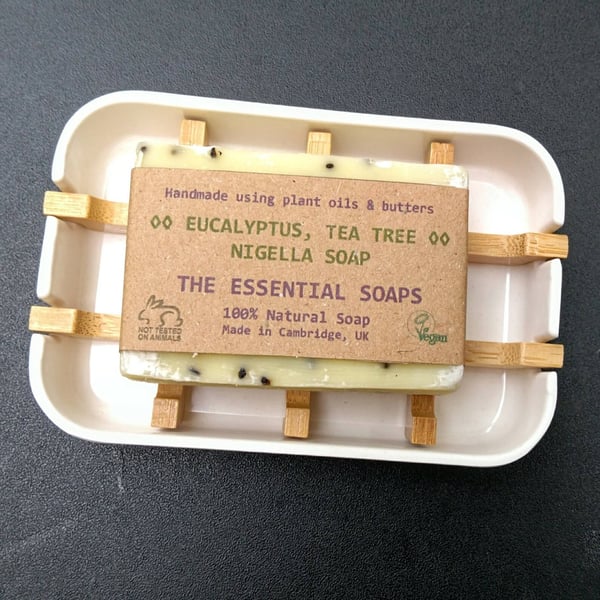 Handmade using plant oils & butters
◊◊ EUCALYPTUS, TEA TREE ◊◊
NIGELLA SOAP
THE ESSENTIAL SOAPS
100% Natural Soap
Made in Cambridge, UK
NOT TESTED
ON ANIMALS
Vegan